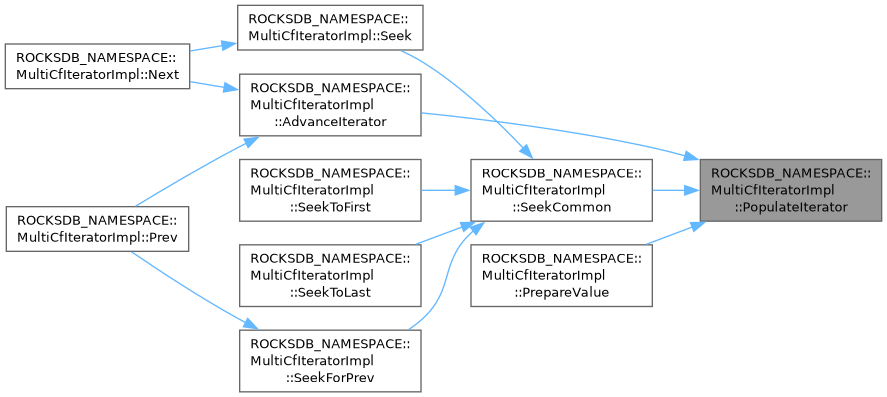 ROCKSDB_NAMESPACE::
MultiCfIteratorImpl::Seek
ROCKSDB_NAMESPACE::
MultiCfIteratorImpl::Next
ROCKSDB_NAMESPACE::
MultiCfIteratorImpl
::AdvanceIterator
ROCKSDB_NAMESPACE::
MultiCfIteratorImpl
::SeekToFirst
ROCKSDB_NAMESPACE::
MultiCfIteratorImpl
::SeekCommon
ROCKSDB_NAMESPACE::
MultiCfIteratorImpl
::PopulateIterator
ROCKSDB_NAMESPACE::
MultiCfIteratorImpl::Prev
ROCKSDB_NAMESPACE::
MultiCfIteratorImpl
::SeekToLast
ROCKSDB_NAMESPACE::
MultiCfIteratorImpl
::PrepareValue
ROCKSDB_NAMESPACE::
MultiCfIteratorImpl
::SeekForPrev